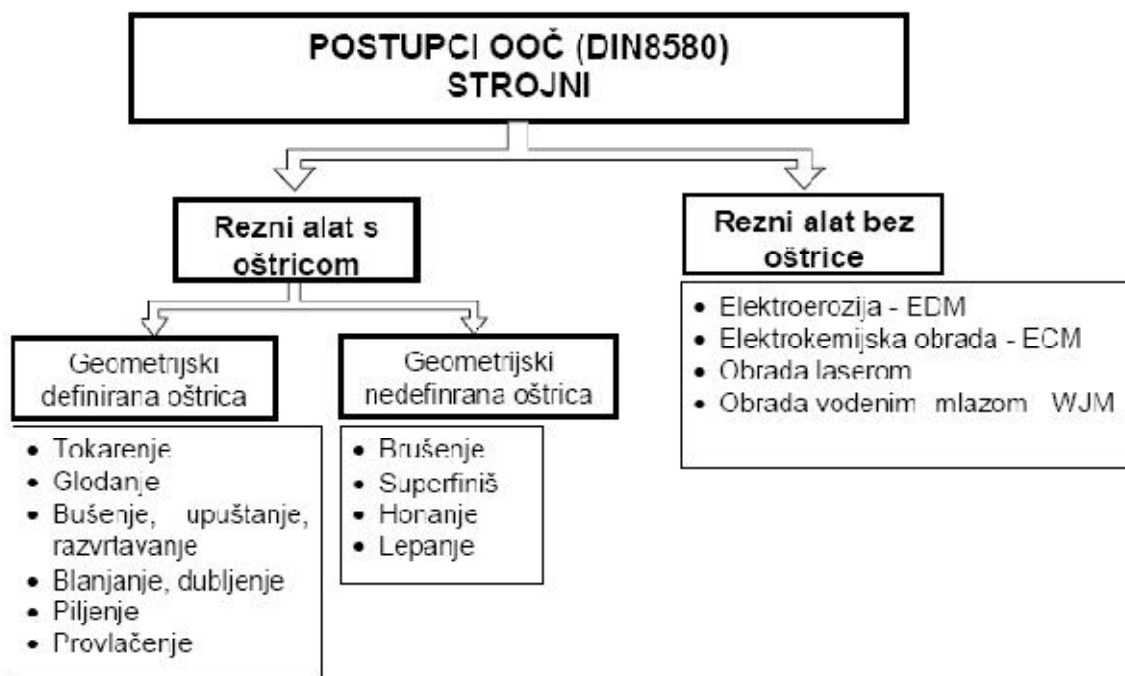 POSTUPCI OOČ (DIN8580)
STROJNI
Rezni alat s
oštricom
Rezni alat bez
oštrice
Geometrijski
definirana oštrica
Geometrijski
nedefinrana oštrica
• Tokarenje
• Glodanje
• Bušenje, upuštanje,
razvrtavanje
• Blanjanje, dubljenje
• Piljenje
• Provlačenje
• Brušenje
• Superfiniš
• Honanje
• Lepanje
• Elektroerozija - EDM
• Elektrokemijska obrada - ECM
• Obrada laserom
• Obrada vodenim mlazom WJM